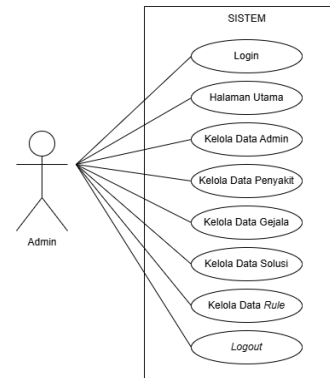 SISTEM
Login
Halaman Utama
Kelola Data Admin
Kelola Data Penyakit
Kelola Data Gejala
Kelola Data Solusi
Kelola Data Rule
Logout
Admin